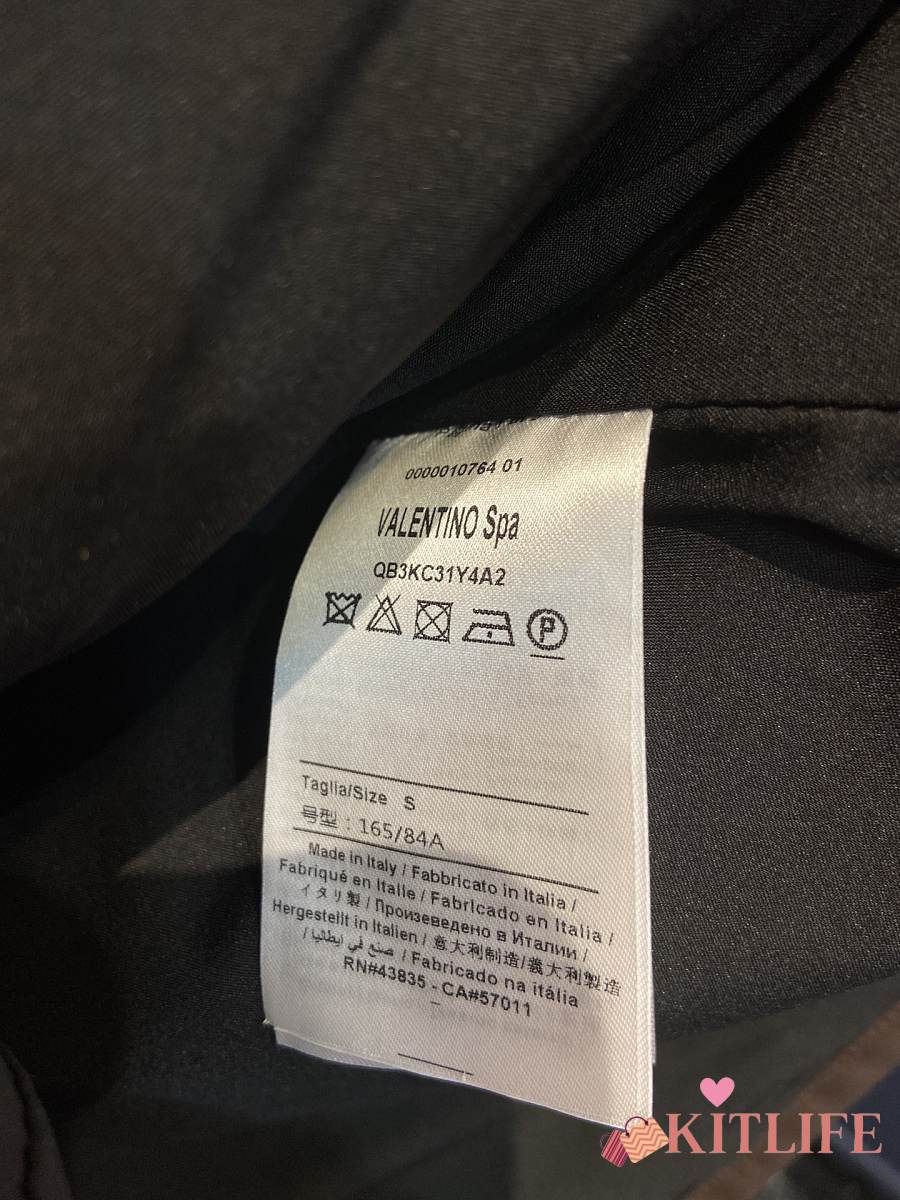 0000010764 01
VALENTINO Spa
QB3KC31Y4A2
P
Taglia/Size S
号型 : 165/84A
Made in Italy / Fabbricato in Italia /
Fabriqué en Italie / Fabricado en Italia /
イタリ製 / Произеведено в Италии /
Hergestellt in Italien / 意大利制造/義大利製造
/ صنع في ايطاليا / Fabricado na itália
RN#43835 - CA#57011
KITLIFE